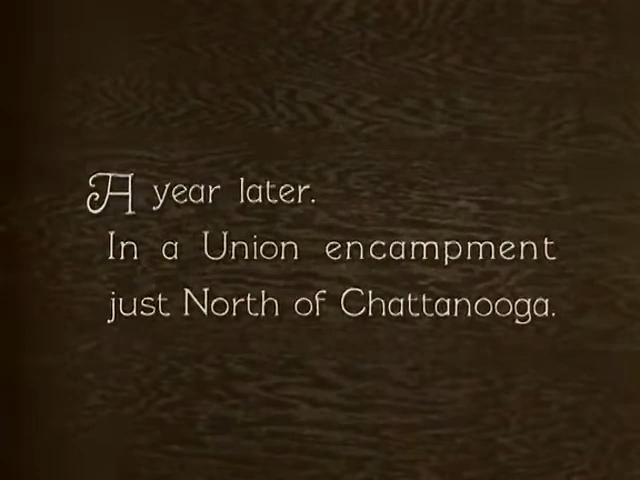 A year later.
In a Union encampment
just North of Chattanooga.